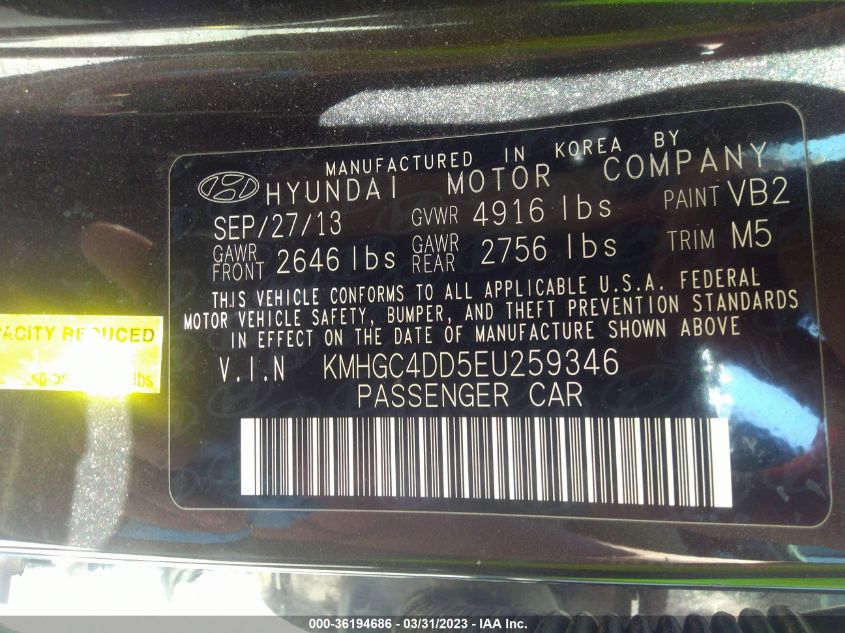 MANUFACTURED IN KOREA BY
HYUNDAI MOTOR COMPANY
SEP/27/13 GVWR 4916 lbs PAINT VB2
GAWR FRONT 2646 lbs GAWR REAR 2756 lbs TRIM M5
THIS VEHICLE CONFORMS TO ALL APPLICABLE U.S.A. FEDERAL
MOTOR VEHICLE SAFETY, BUMPER, AND THEFT PREVENTION STANDARDS
IN EFFECT ON THE DATE OF MANUFACTURE SHOWN ABOVE
V.I.N KMHGC4DD5EU259346
PASSENGER CAR
ACITY REDUCED
lbs
000-36194686 - 03/31/2023 - IAA Inc.